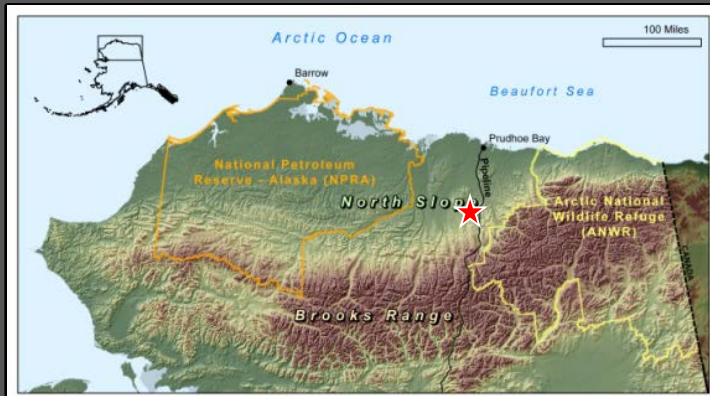 Arctic Ocean
100 Miles
Barrow
Beaufort Sea
Prudhoe Bay
Pipeline
National Petroleum
Reserve - Alaska (NPRA)
North Slope
Arctic National
Wildlife Refuge
(ANWR)
CANADA
Brooks Range